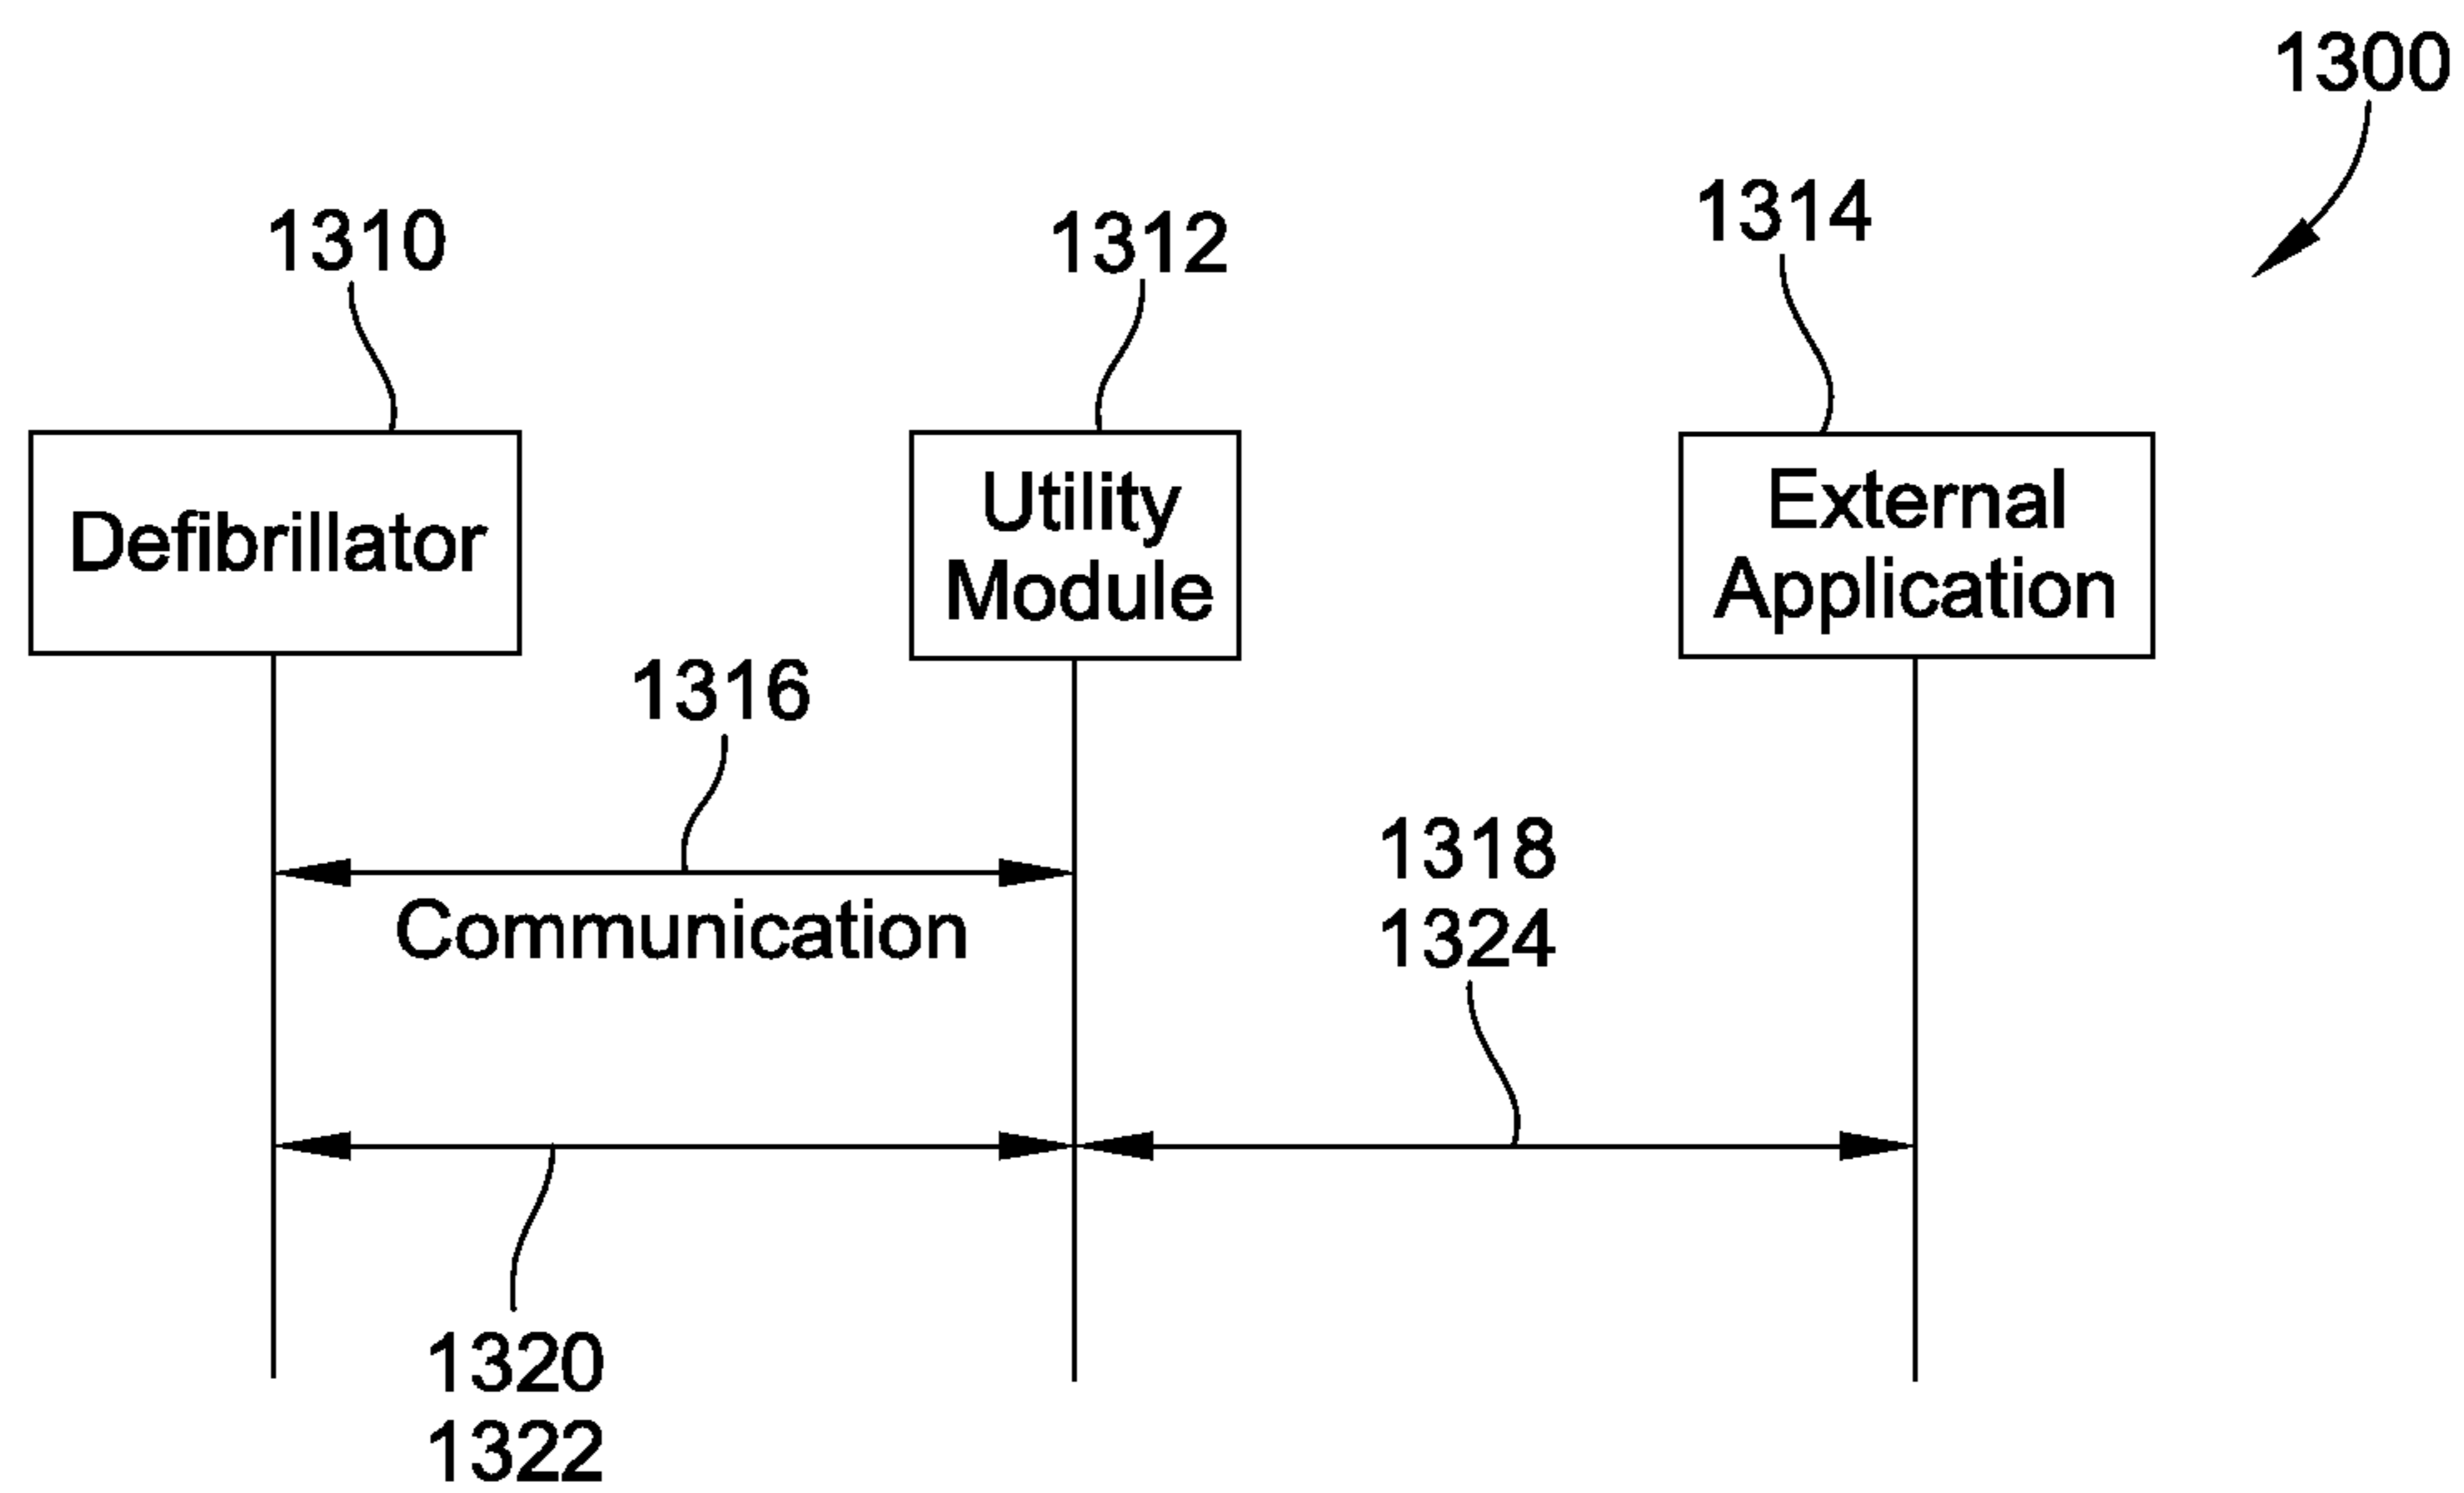 1300
1310
1312
1314
Defibrillator
Utility
Module
External
Application
1316
Communication
1318
1324
1320
1322